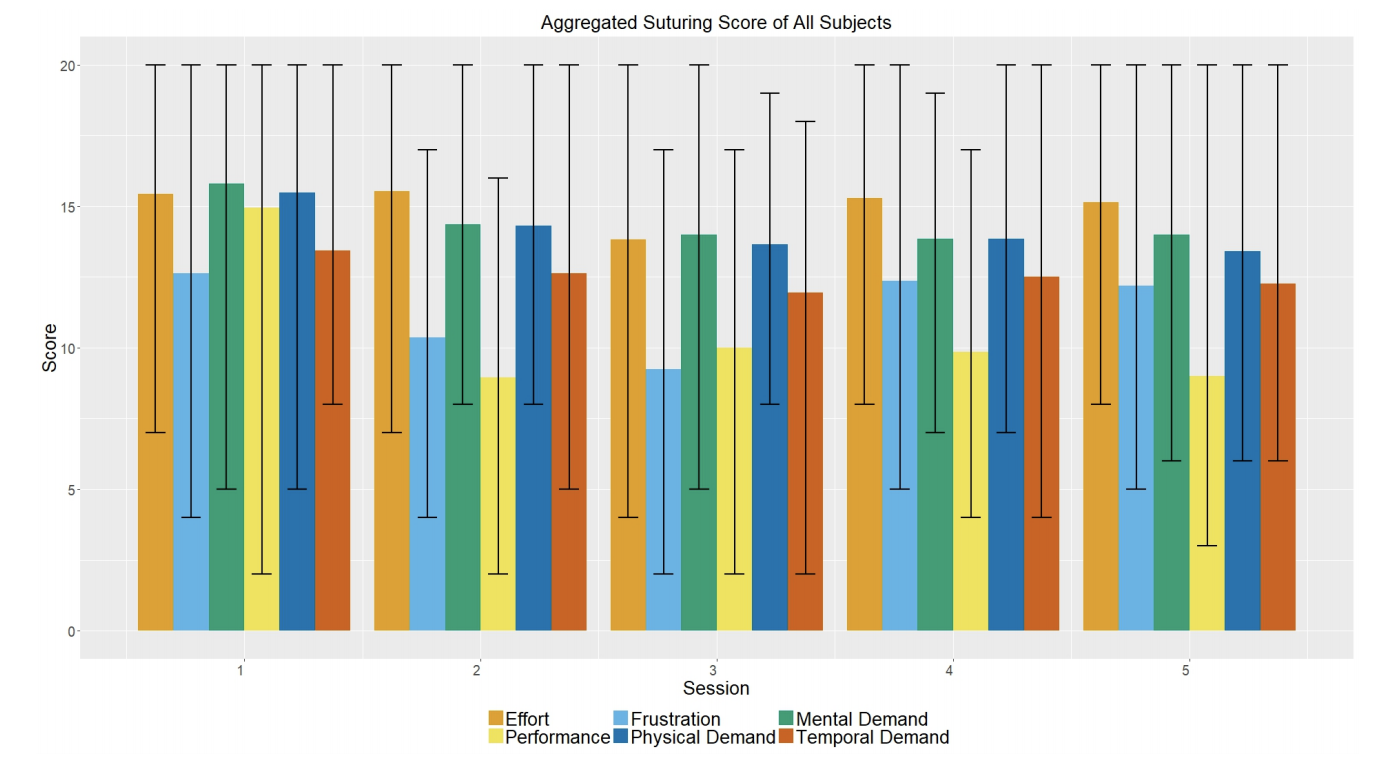 Aggregated Suturing Score of All Subjects
20
15
10
5
0
Score
1 2 3 4 5
Session
Effort Frustration Mental Demand
Performance Physical Demand Temporal Demand